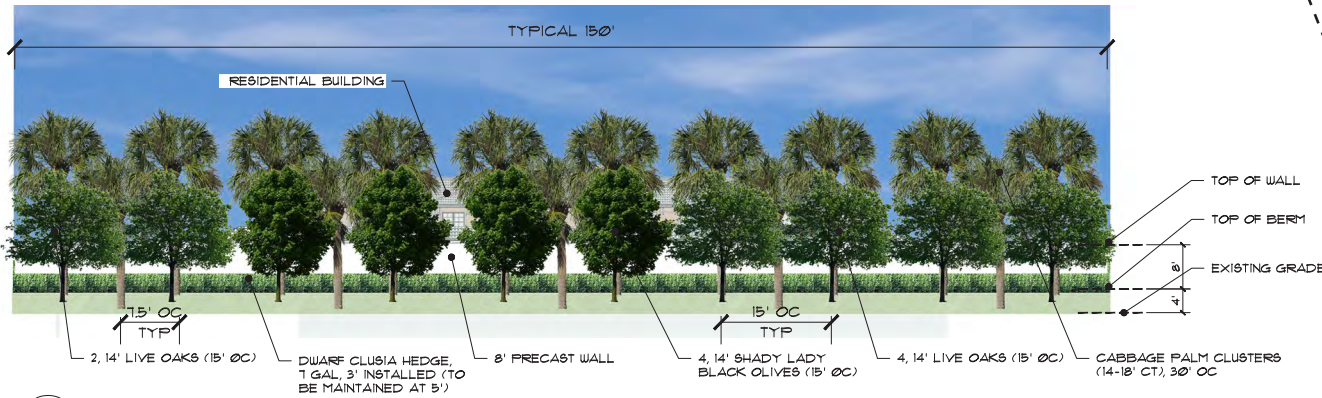 TYPICAL 150'
RESIDENTIAL BUILDING
TOP OF WALL
TOP OF BERM
8'
EXISTING GRADE
4'
7.5' OC
TYP
15' OC
TYP
2, 14' LIVE OAKS (15' OC)
DWARF CLUSIA HEDGE,
7 GAL, 3' INSTALLED (TO
BE MAINTAINED AT 5')
8' PRECAST WALL
4, 14' SHADY LADY
BLACK OLIVES (15' OC)
4, 14' LIVE OAKS (15' OC)
CABBAGE PALM CLUSTERS
(14-18' CT), 30' OC